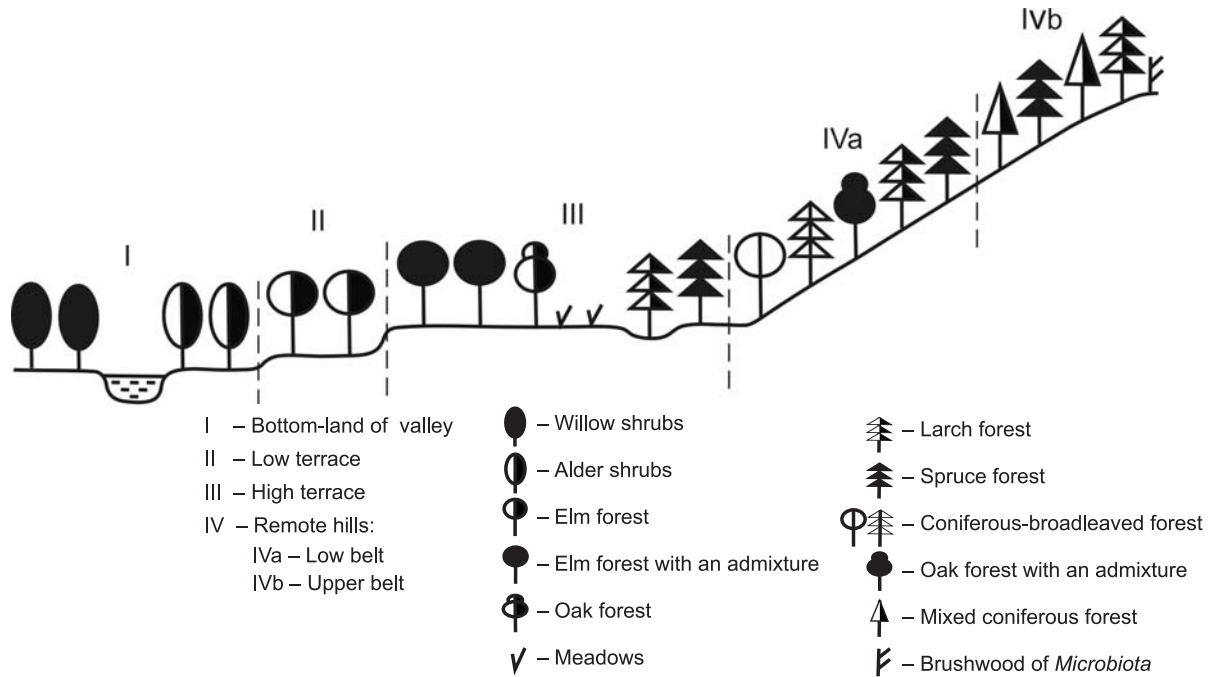 IVb
IVa
III
II
I
I – Bottom-land of valley
II – Low terrace
III – High terrace
IV – Remote hills:
IVa – Low belt
IVb – Upper belt
– Willow shrubs
– Alder shrubs
– Elm forest
– Elm forest with an admixture
– Oak forest
– Meadows
– Larch forest
– Spruce forest
– Coniferous-broadleaved forest
– Oak forest with an admixture
– Mixed coniferous forest
– Brushwood of Microbiota